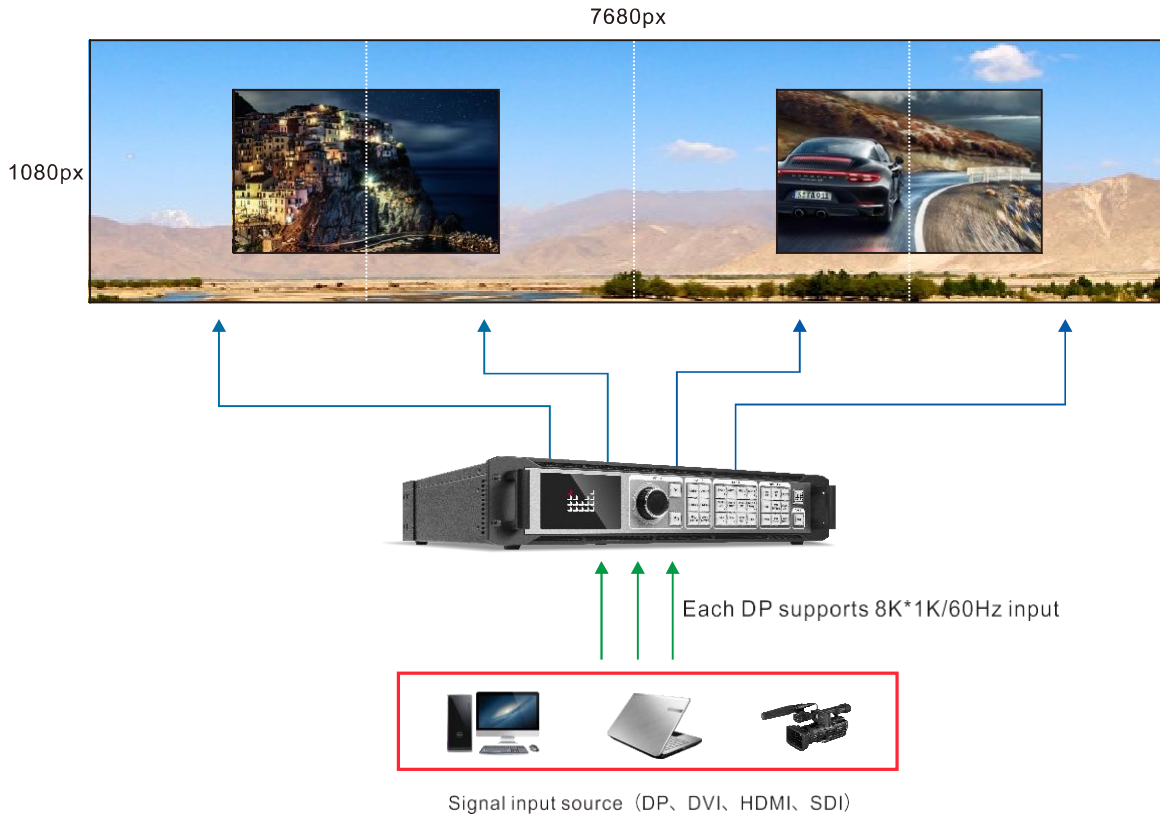 7680px
1080px
Each DP supports 8K*1K/60Hz input
Signal input source（DP、DVI、HDMI、SDI）